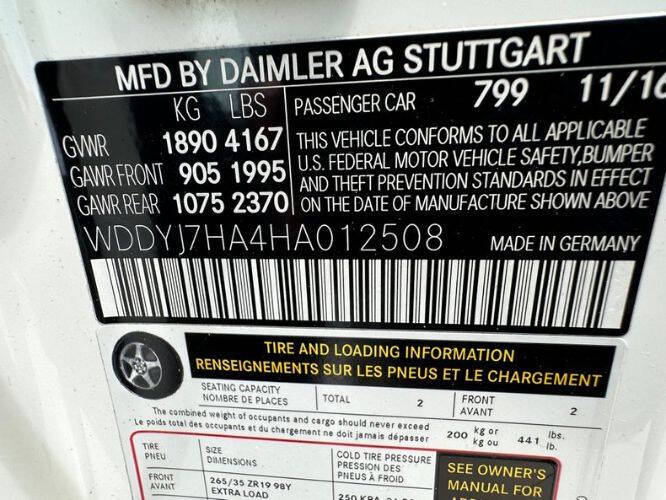 MFD BY DAIMLER AG STUTTGART
KG LBS PASSENGER CAR 799 11/16
GVWR 1890 4167 THIS VEHICLE CONFORMS TO ALL APPLICABLE
GAWR FRONT 905 1995 U.S. FEDERAL MOTOR VEHICLE SAFETY,BUMPER
GAWR REAR 1075 2370 AND THEFT PREVENTION STANDARDS IN EFFECT
ON THE DATE OF MANUFACTURE SHOWN ABOVE
WDDYJ7HA4HA012508 MADE IN GERMANY
TIRE AND LOADING INFORMATION
RENSEIGNEMENTS SUR LES PNEUS ET LE CHARGEMENT
SEATING CAPACITY
NOMBRE DE PLACES TOTAL 2 FRONT
AVANT 2
The combined weight of occupants and cargo should never exceed
Le poids total des occupants et du chargement ne doit jamais dépasser
200 kg or
kg ou 441 lbs.
lb.
TIRE
PNEU
SIZE
DIMENSIONS
COLD TIRE PRESSURE
PRESSION DES
PNEUS À FROID
SEE OWNER'S
MANUAL FOR
FRONT
AVANT
265/35 ZR19 98Y
EXTRA LOAD
250 KPA,